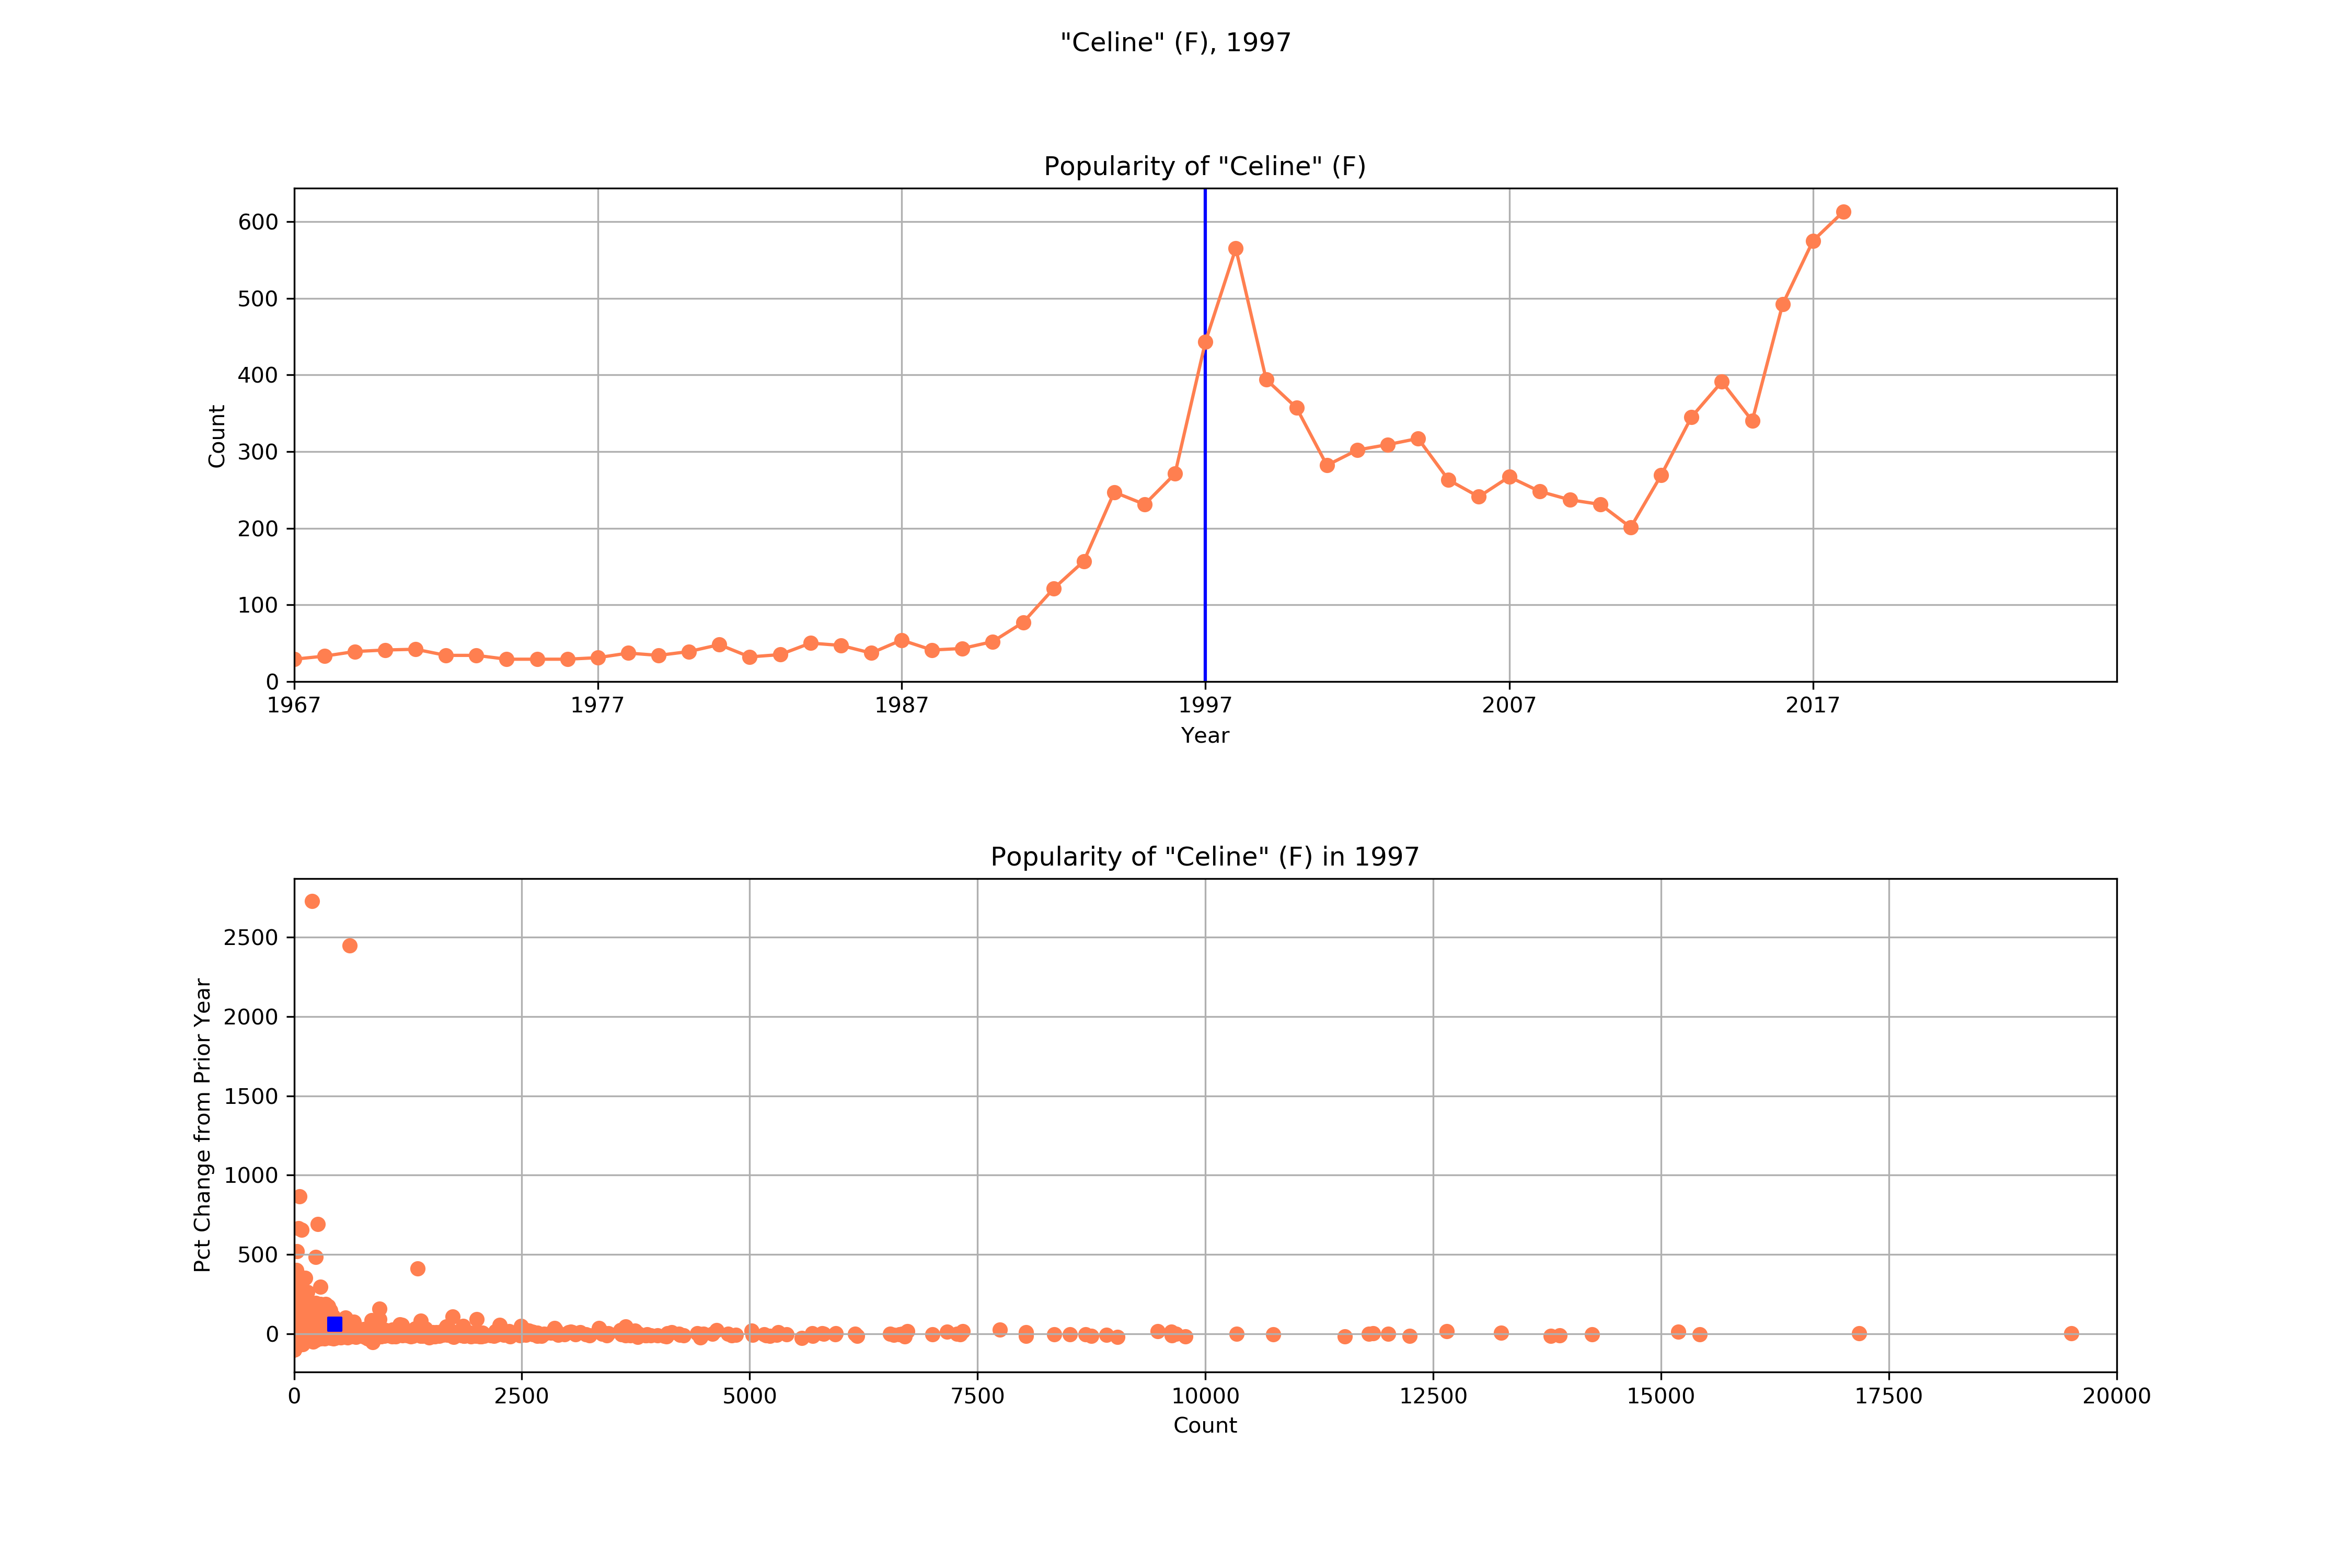 "Celine" (F), 1997
Popularity of "Celine" (F)
600
500
400
300
200
100
0
Count
1967 1977 1987 1997 2007 2017
Year
Popularity of "Celine" (F) in 1997
2500
2000
1500
1000
500
0
Pct Change from Prior Year
0 2500 5000 7500 10000 12500 15000 17500 20000
Count